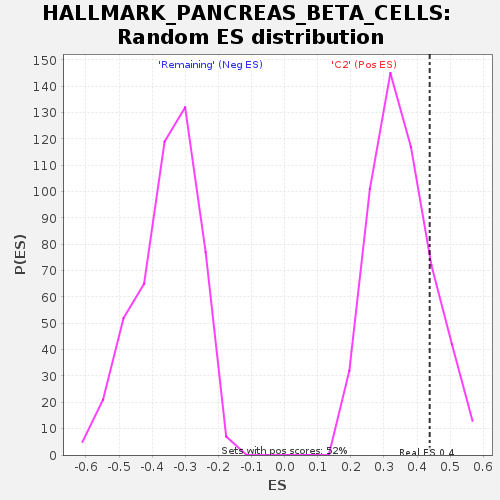 HALLMARK_PANCREAS_BETA_CELLS:
Random ES distribution
'Remaining' (Neg ES)
'C2' (Pos ES)
P(ES)
150
140
130
120
110
100
90
80
70
60
50
40
30
20
10
0
Sets with pos scores: 52%
Real ES 0.4
-0.6 -0.5 -0.4 -0.3 -0.2 -0.1 0.0 0.1 0.2 0.3 0.4 0.5 0.6
ES